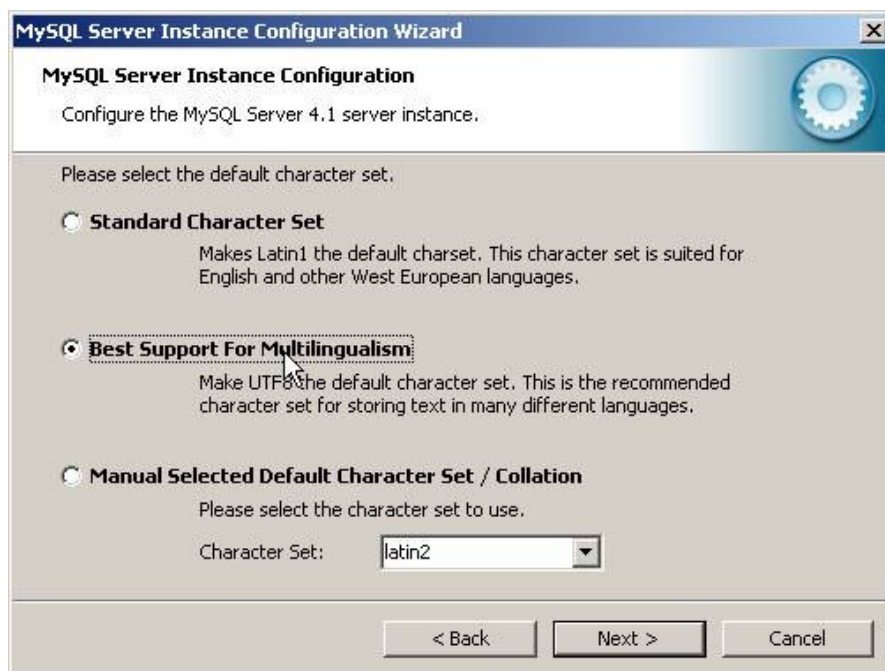 MySQL Server Instance Configuration Wizard
MySQL Server Instance Configuration
Configure the MySQL Server 4.1 server instance.
Please select the default character set.
Standard Character Set
Makes Latin1 the default charset. This character set is suited for
English and other West European languages.
Best Support For Multilingualism
Make UTF8 the default character set. This is the recommended
character set for storing text in many different languages.
Manual Selected Default Character Set / Collation
Please select the character set to use.
Character Set: latin2
< Back Next > Cancel